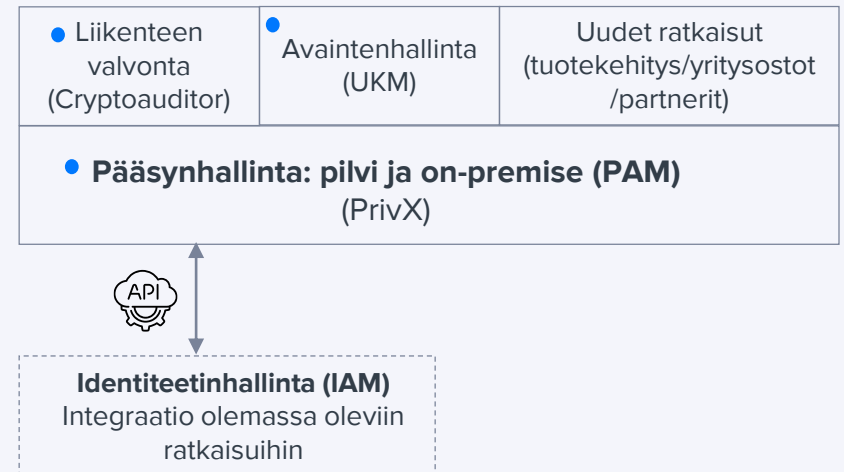 Liikenteen
valvonta
(Cryptoauditor)
Avaintenhallinta
(UKM)
Uudet ratkaisut
(tuotekehitys/yritysostot
/partnerit)
Pääsynhallinta: pilvi ja on-premise (PAM)
(PrivX)
API
Identiteetinhallinta (IAM)
Integraatio olemassa oleviin
ratkaisuihin